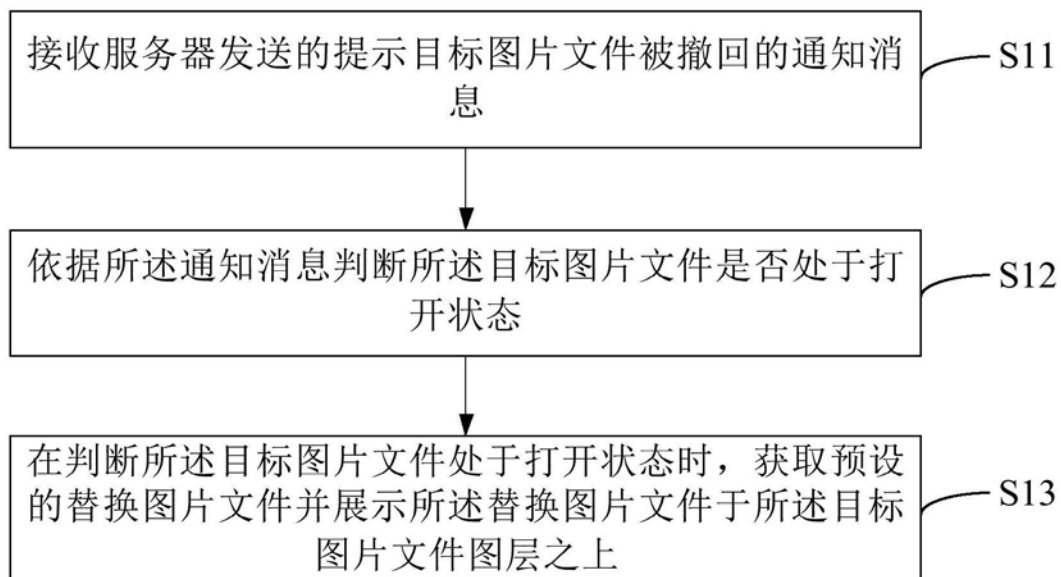 接收服务器发送的提示目标图片文件被撤回的通知消
息
S11
依据所述通知消息判断所述目标图片文件是否处于打
开状态
S12
在判断所述目标图片文件处于打开状态时，获取预设
的替换图片文件并展示所述替换图片文件于所述目标
图片文件图层之上
S13